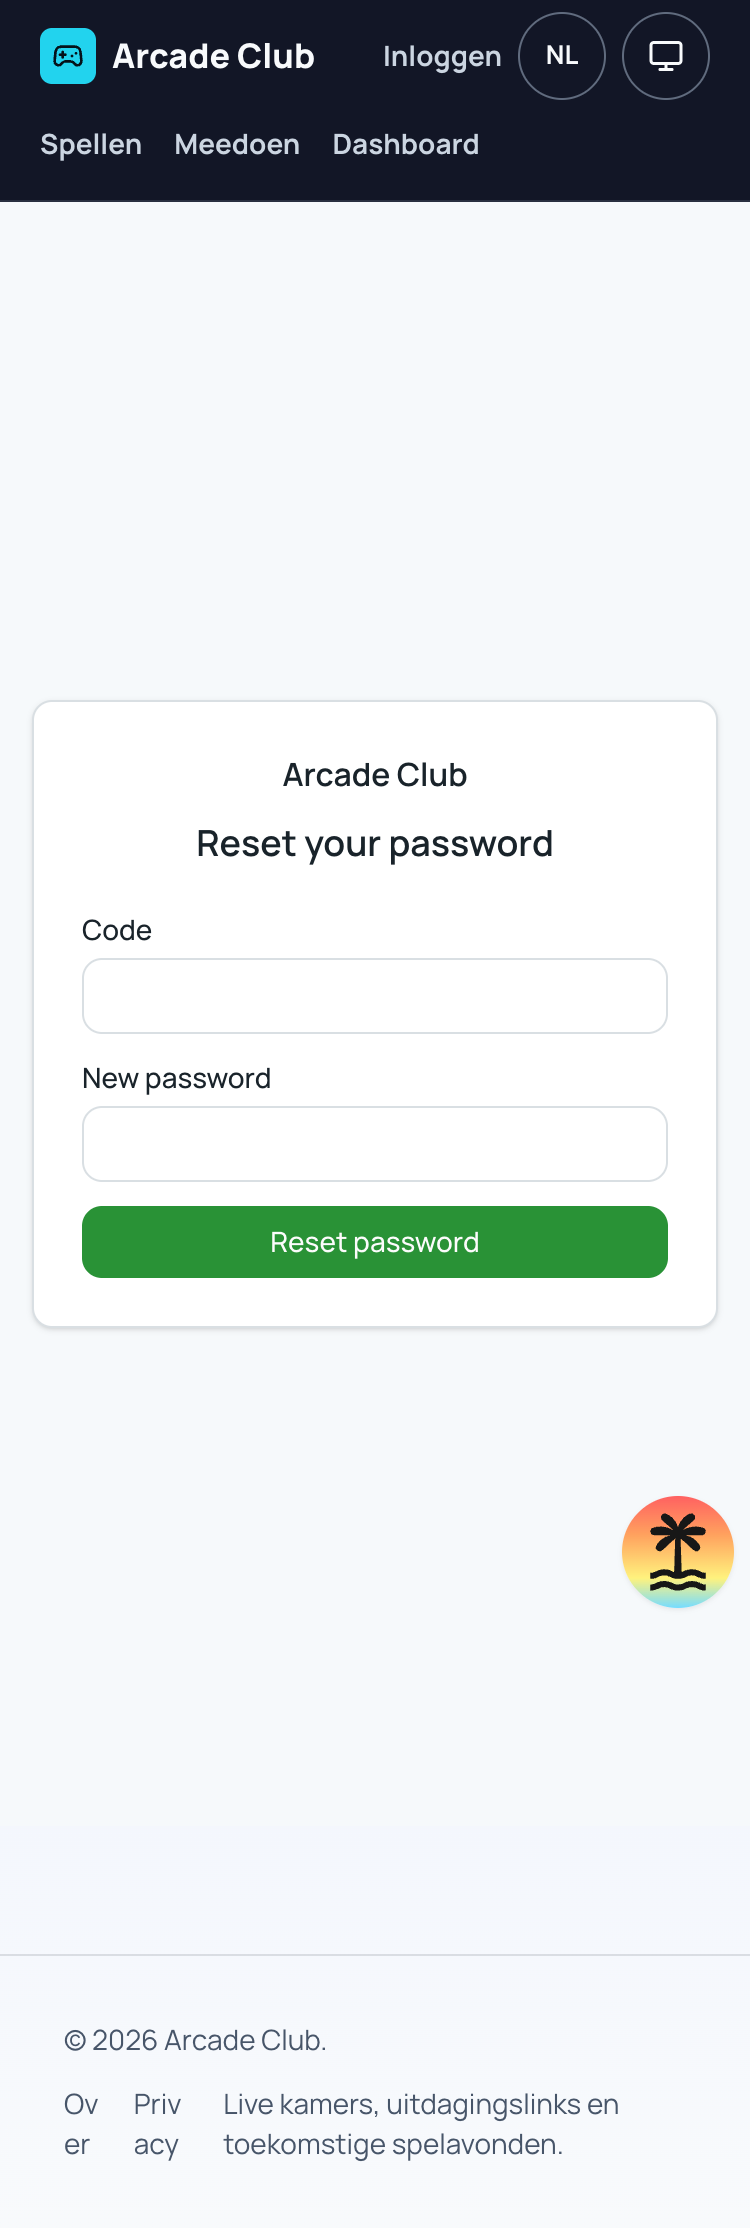 Arcade Club
Inloggen
NL
Spellen
Meedoen
Dashboard
Arcade Club
Reset your password
Code
New password
Reset password
© 2026 Arcade Club.
Ov
er
Priv
acy
Live kamers, uitdagingslinks en
toekomstige spelavonden.